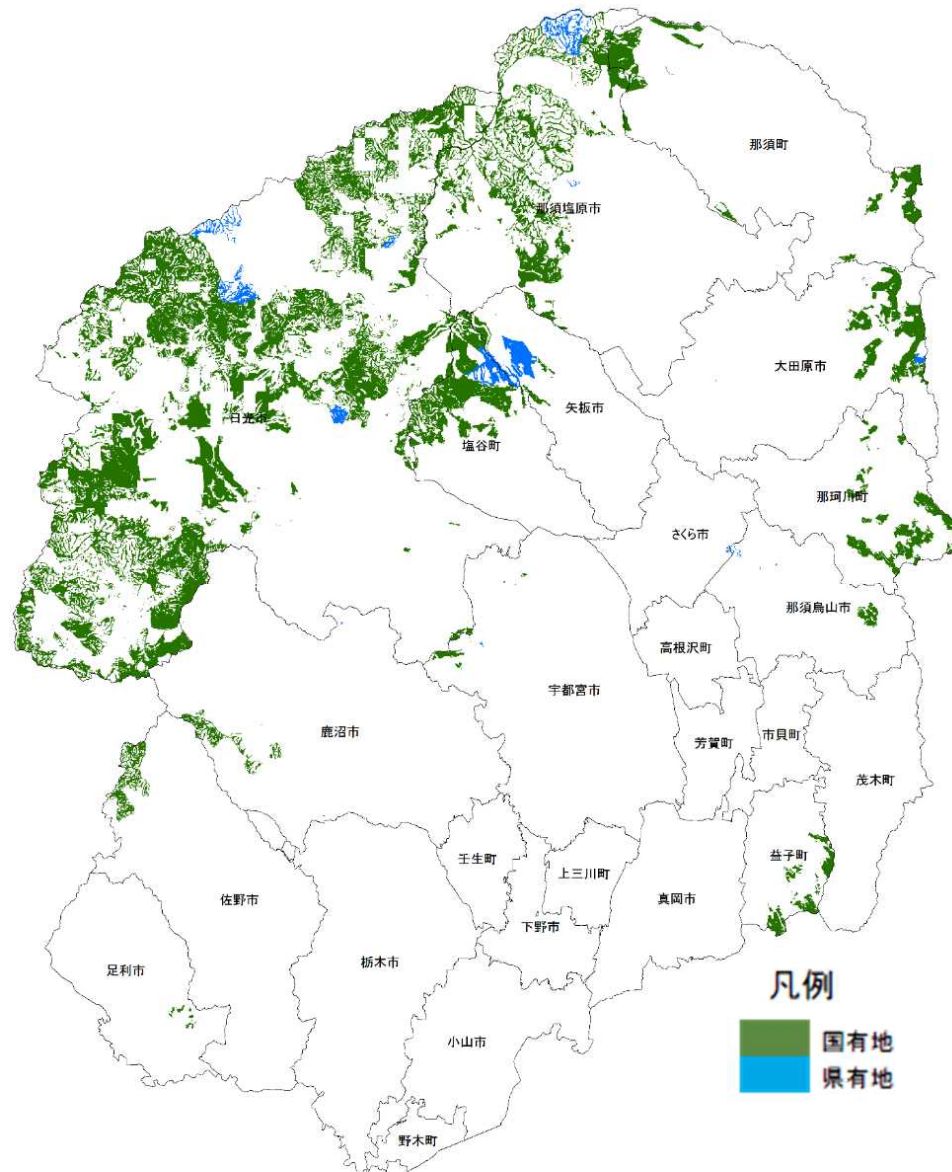 那須町
那須塩原市
大田原市
矢板市
日光市
塩谷町
那珂川町
さくら市
那須烏山市
高根沢町
宇都宮市
鹿沼市
芳賀町
市貝町
茂木町
壬生町
上三川町
益子町
佐野市
真岡市
下野市
栃木市
足利市
小山市
野木町
凡例
国有地
県有地